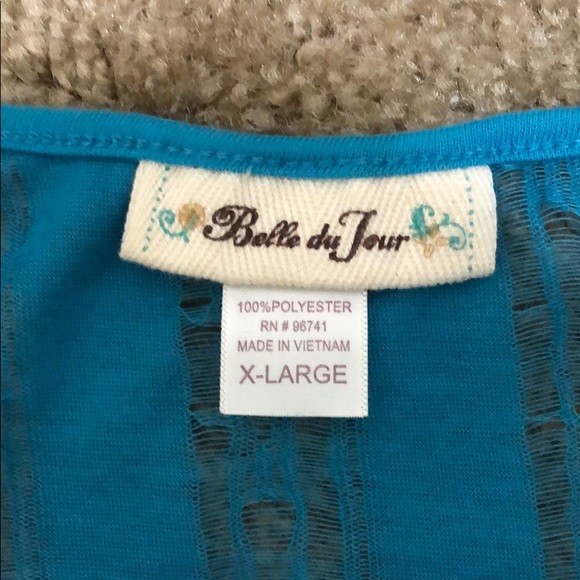 Belle du Jour
100%POLYESTER
RN # 96741
MADE IN VIETNAM
X-LARGE